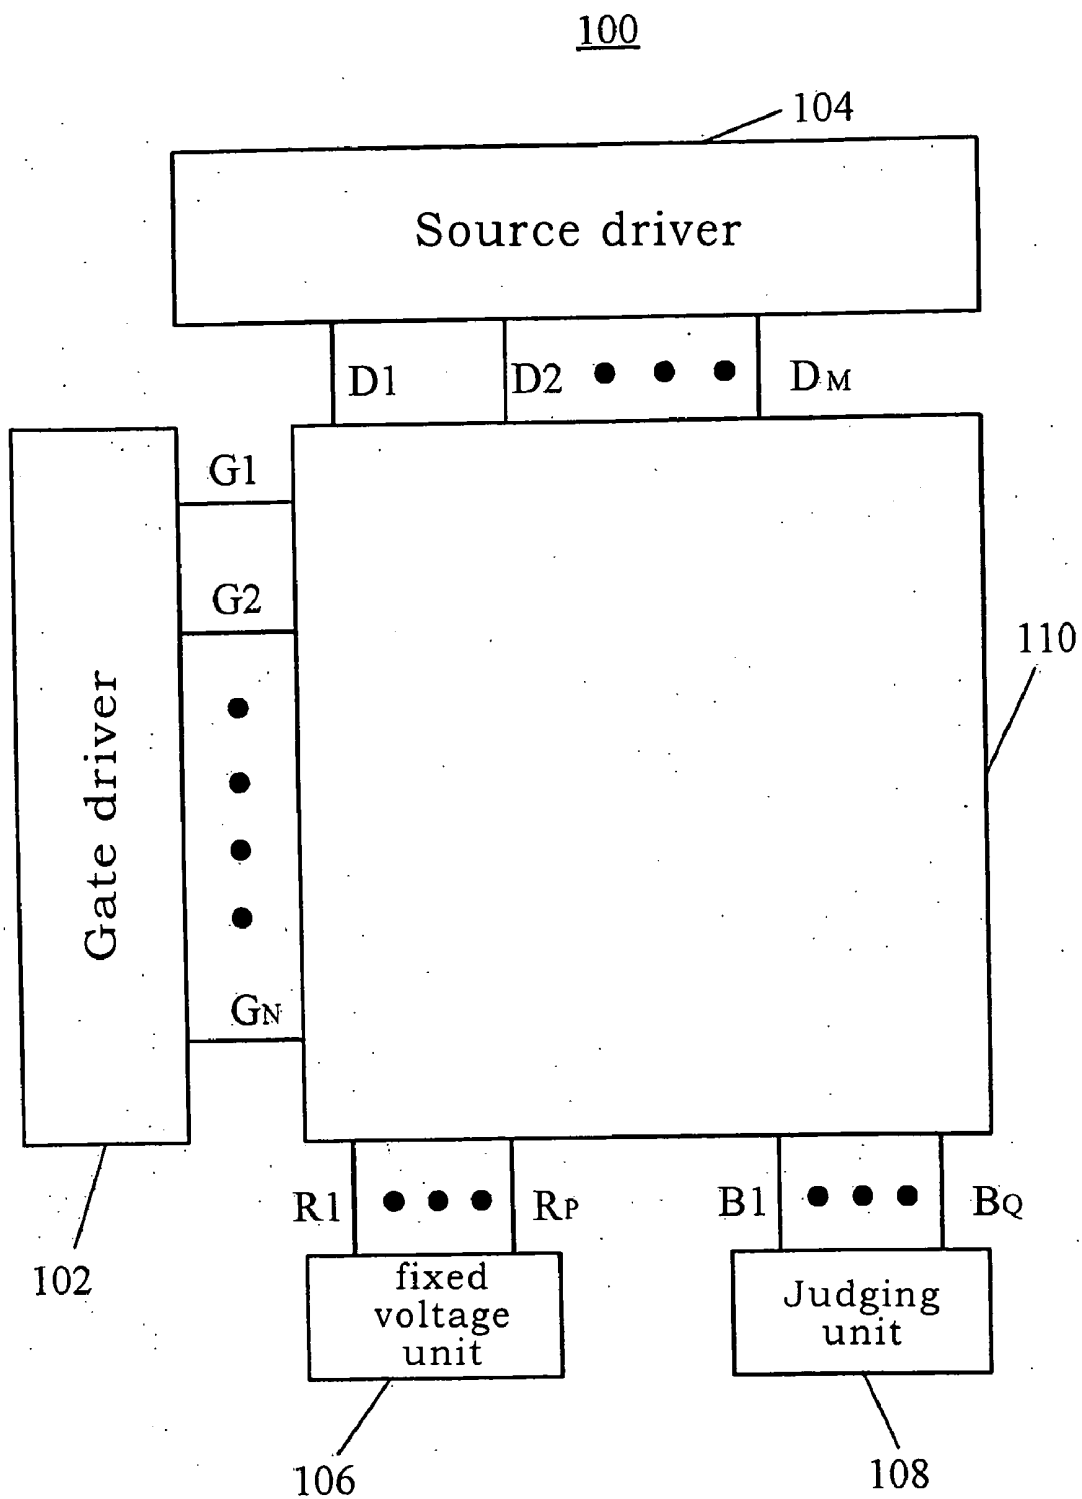 100
104
Source driver
D1 D2 DM
G1
G2
110
Gate driver
GN
R1 RP B1 BQ
102
fixed
voltage
unit
Judging
unit
106
108